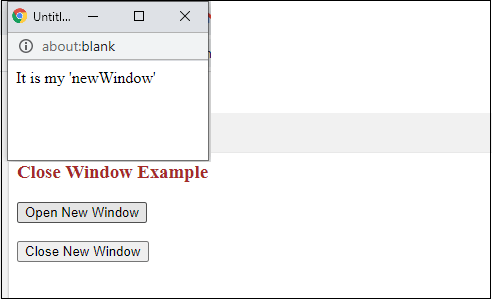 Untitl...
about:blank
It is my 'newWindow'
Close Window Example
Open New Window
Close New Window